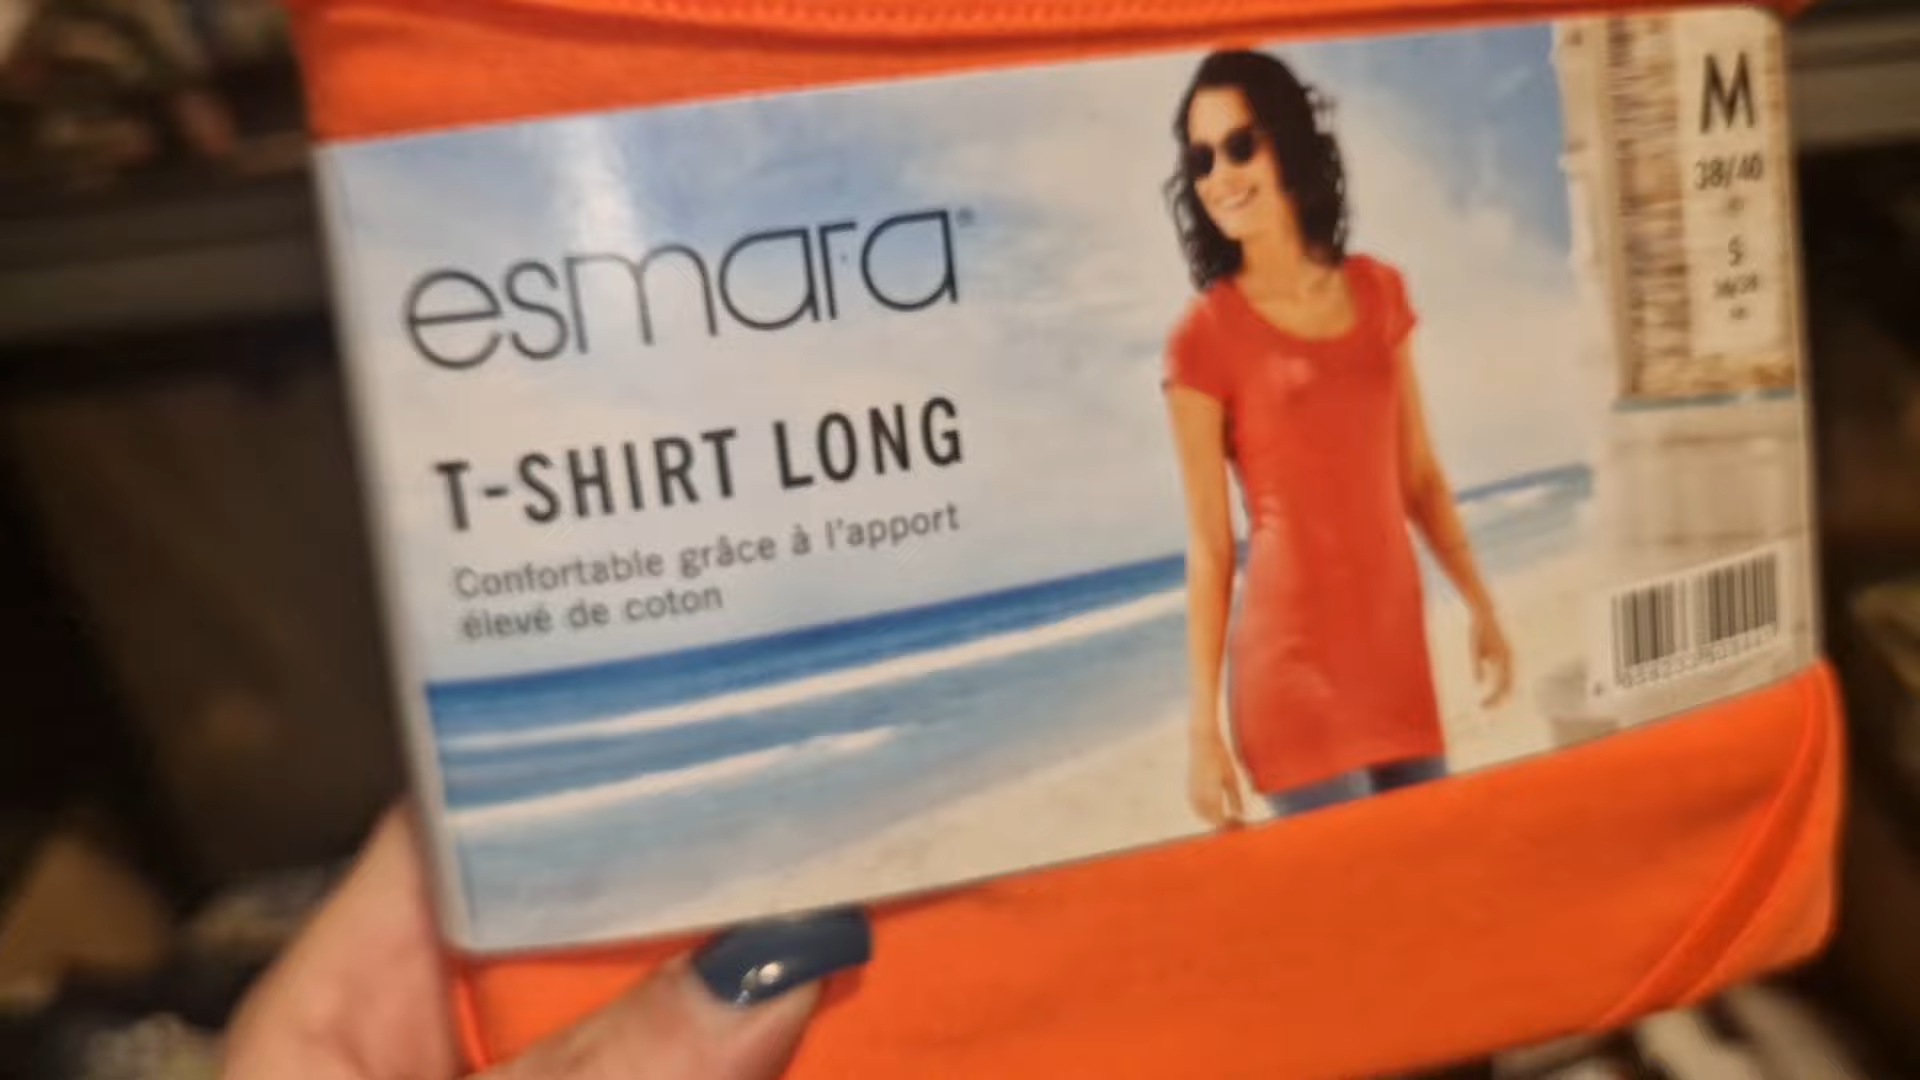 esmara®
T-SHIRT LONG
Confortable grâce à l'apport
élevé de coton
M
38/40
S